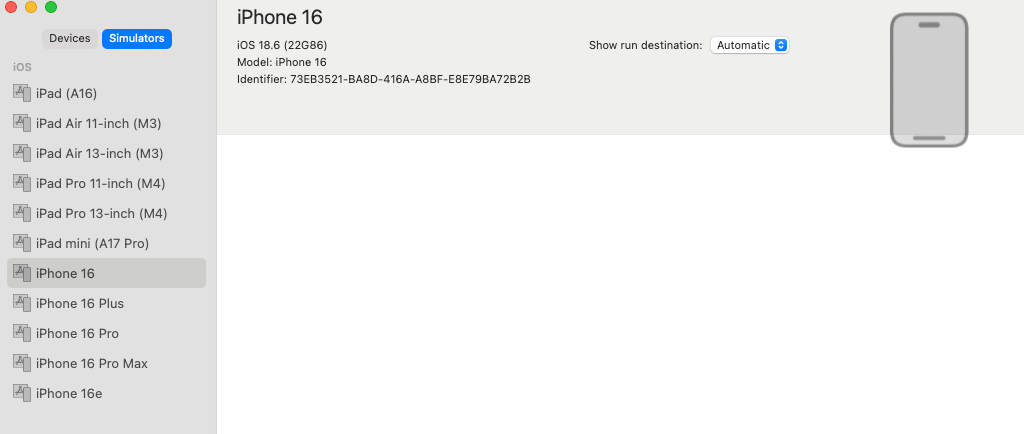 Devices Simulators
iOS
iPad (A16)
iPad Air 11-inch (M3)
iPad Air 13-inch (M3)
iPad Pro 11-inch (M4)
iPad Pro 13-inch (M4)
iPad mini (A17 Pro)
iPhone 16
iPhone 16 Plus
iPhone 16 Pro
iPhone 16 Pro Max
iPhone 16e
iPhone 16
iOS 18.6 (22G86)
Model: iPhone 16
Identifier: 73EB3521-BA8D-416A-A8BF-E8E79BA72B2B
Show run destination: Automatic